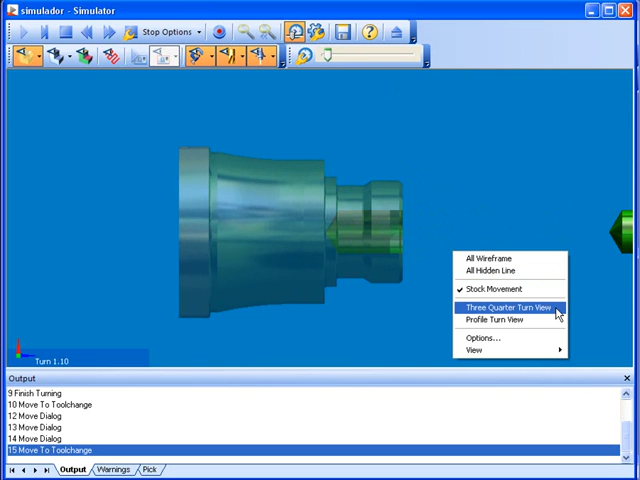 simulador - Simulator
Stop Options
All Wireframe
All Hidden Line
Stock Movement
Three Quarter Turn View
Profile Turn View
Options...
View
Turn 1.10
Output
9 Finish Turning
10 Move To Toolchange
12 Move Dialog
13 Move Dialog
14 Move Dialog
15 Move To Toolchange
Output Warnings Pick